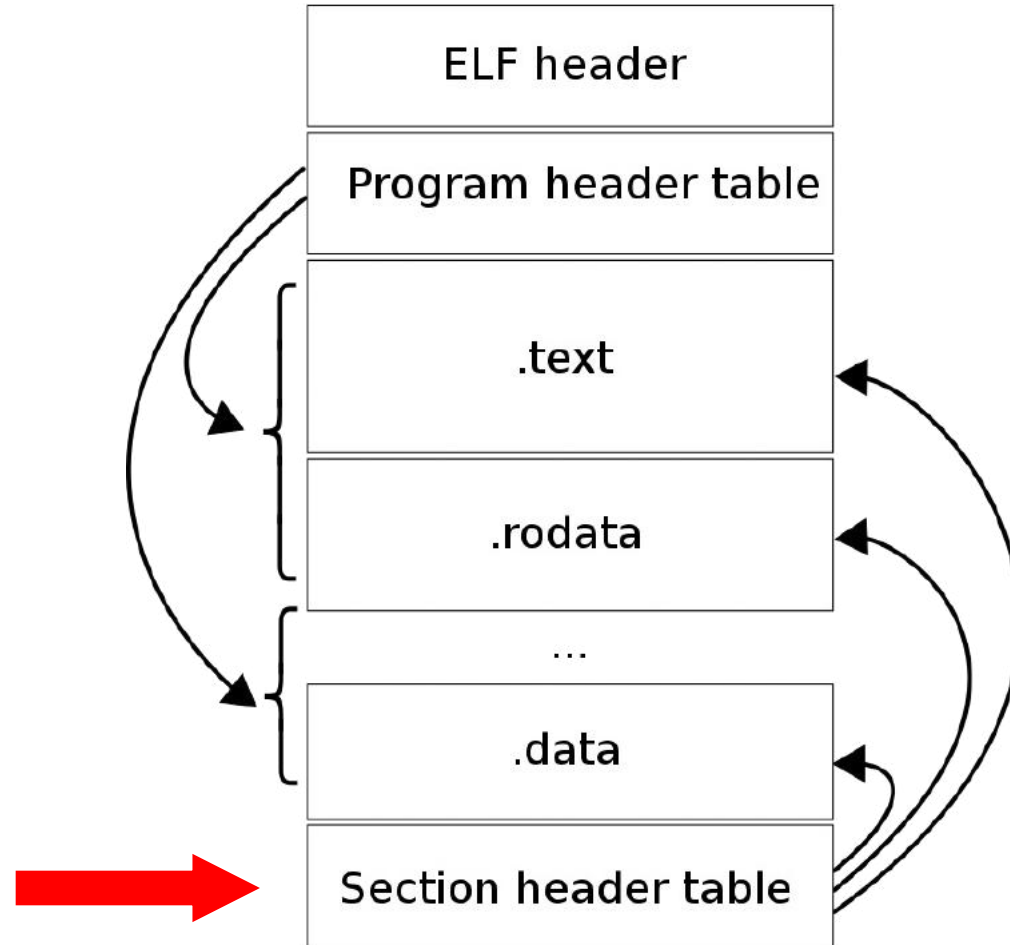 ELF header
Program header table
.text
.rodata
...
.data
Section header table